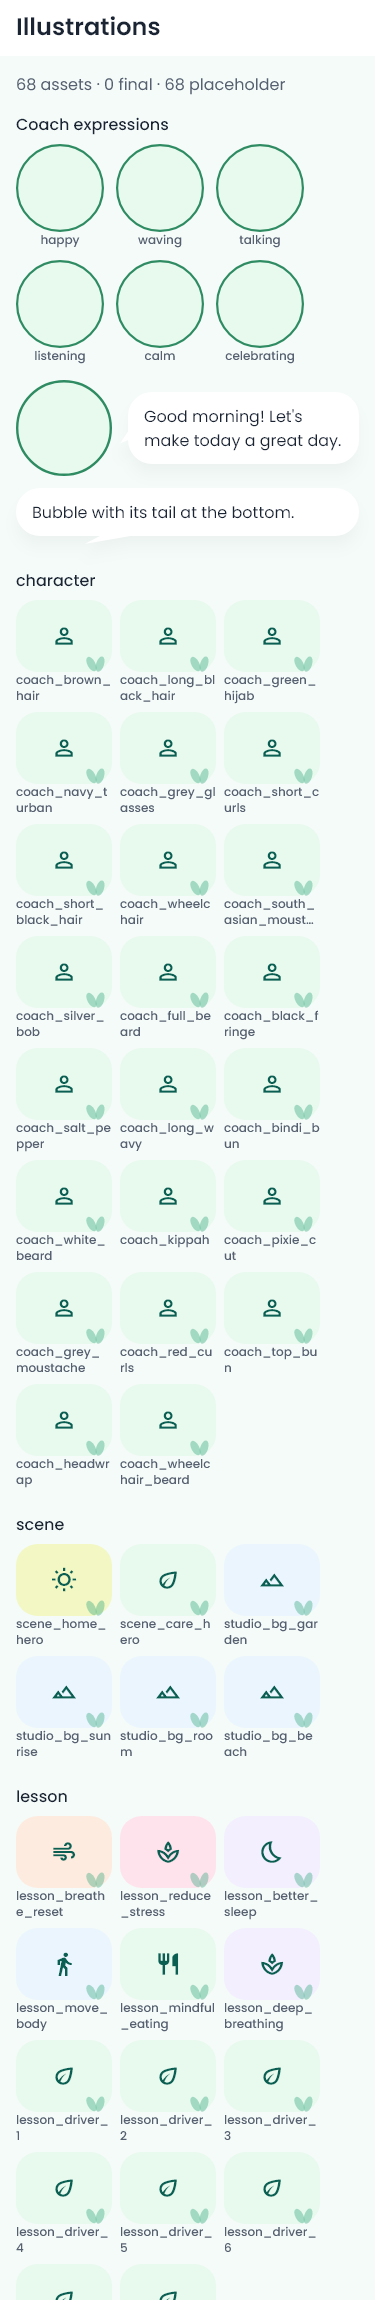 Illustrations
68 assets · 0 final · 68 placeholder
Coach expressions
happy
waving
talking
listening
calm
celebrating
Good morning! Let's
make today a great day.
Bubble with its tail at the bottom.
character
coach_brown_
hair
coach_long_bl
ack_hair
coach_green_
hijab
coach_navy_t
urban
coach_grey_gl
asses
coach_short_c
urls
coach_short_
black_hair
coach_wheelc
hair
coach_south_
asian_moust...
coach_silver_
bob
coach_full_be
ard
coach_black_f
ringe
coach_salt_pe
pper
coach_long_w
avy
coach_bindi_b
un
coach_white_
beard
coach_kippah
coach_pixie_c
ut
coach_grey_
moustache
coach_red_cu
rls
coach_top_bu
n
coach_headwr
ap
coach_wheelc
hair_beard
scene
scene_home_
hero
scene_care_h
ero
studio_bg_gar
den
studio_bg_sun
rise
studio_bg_roo
m
studio_bg_be
ach
lesson
lesson_breath
e_reset
lesson_reduce
_stress
lesson_better_
sleep
lesson_move_
body
lesson_mindful
_eating
lesson_deep_
breathing
lesson_driver_
1
lesson_driver_
2
lesson_driver_
3
lesson_driver_
4
lesson_driver_
5
lesson_driver_
6